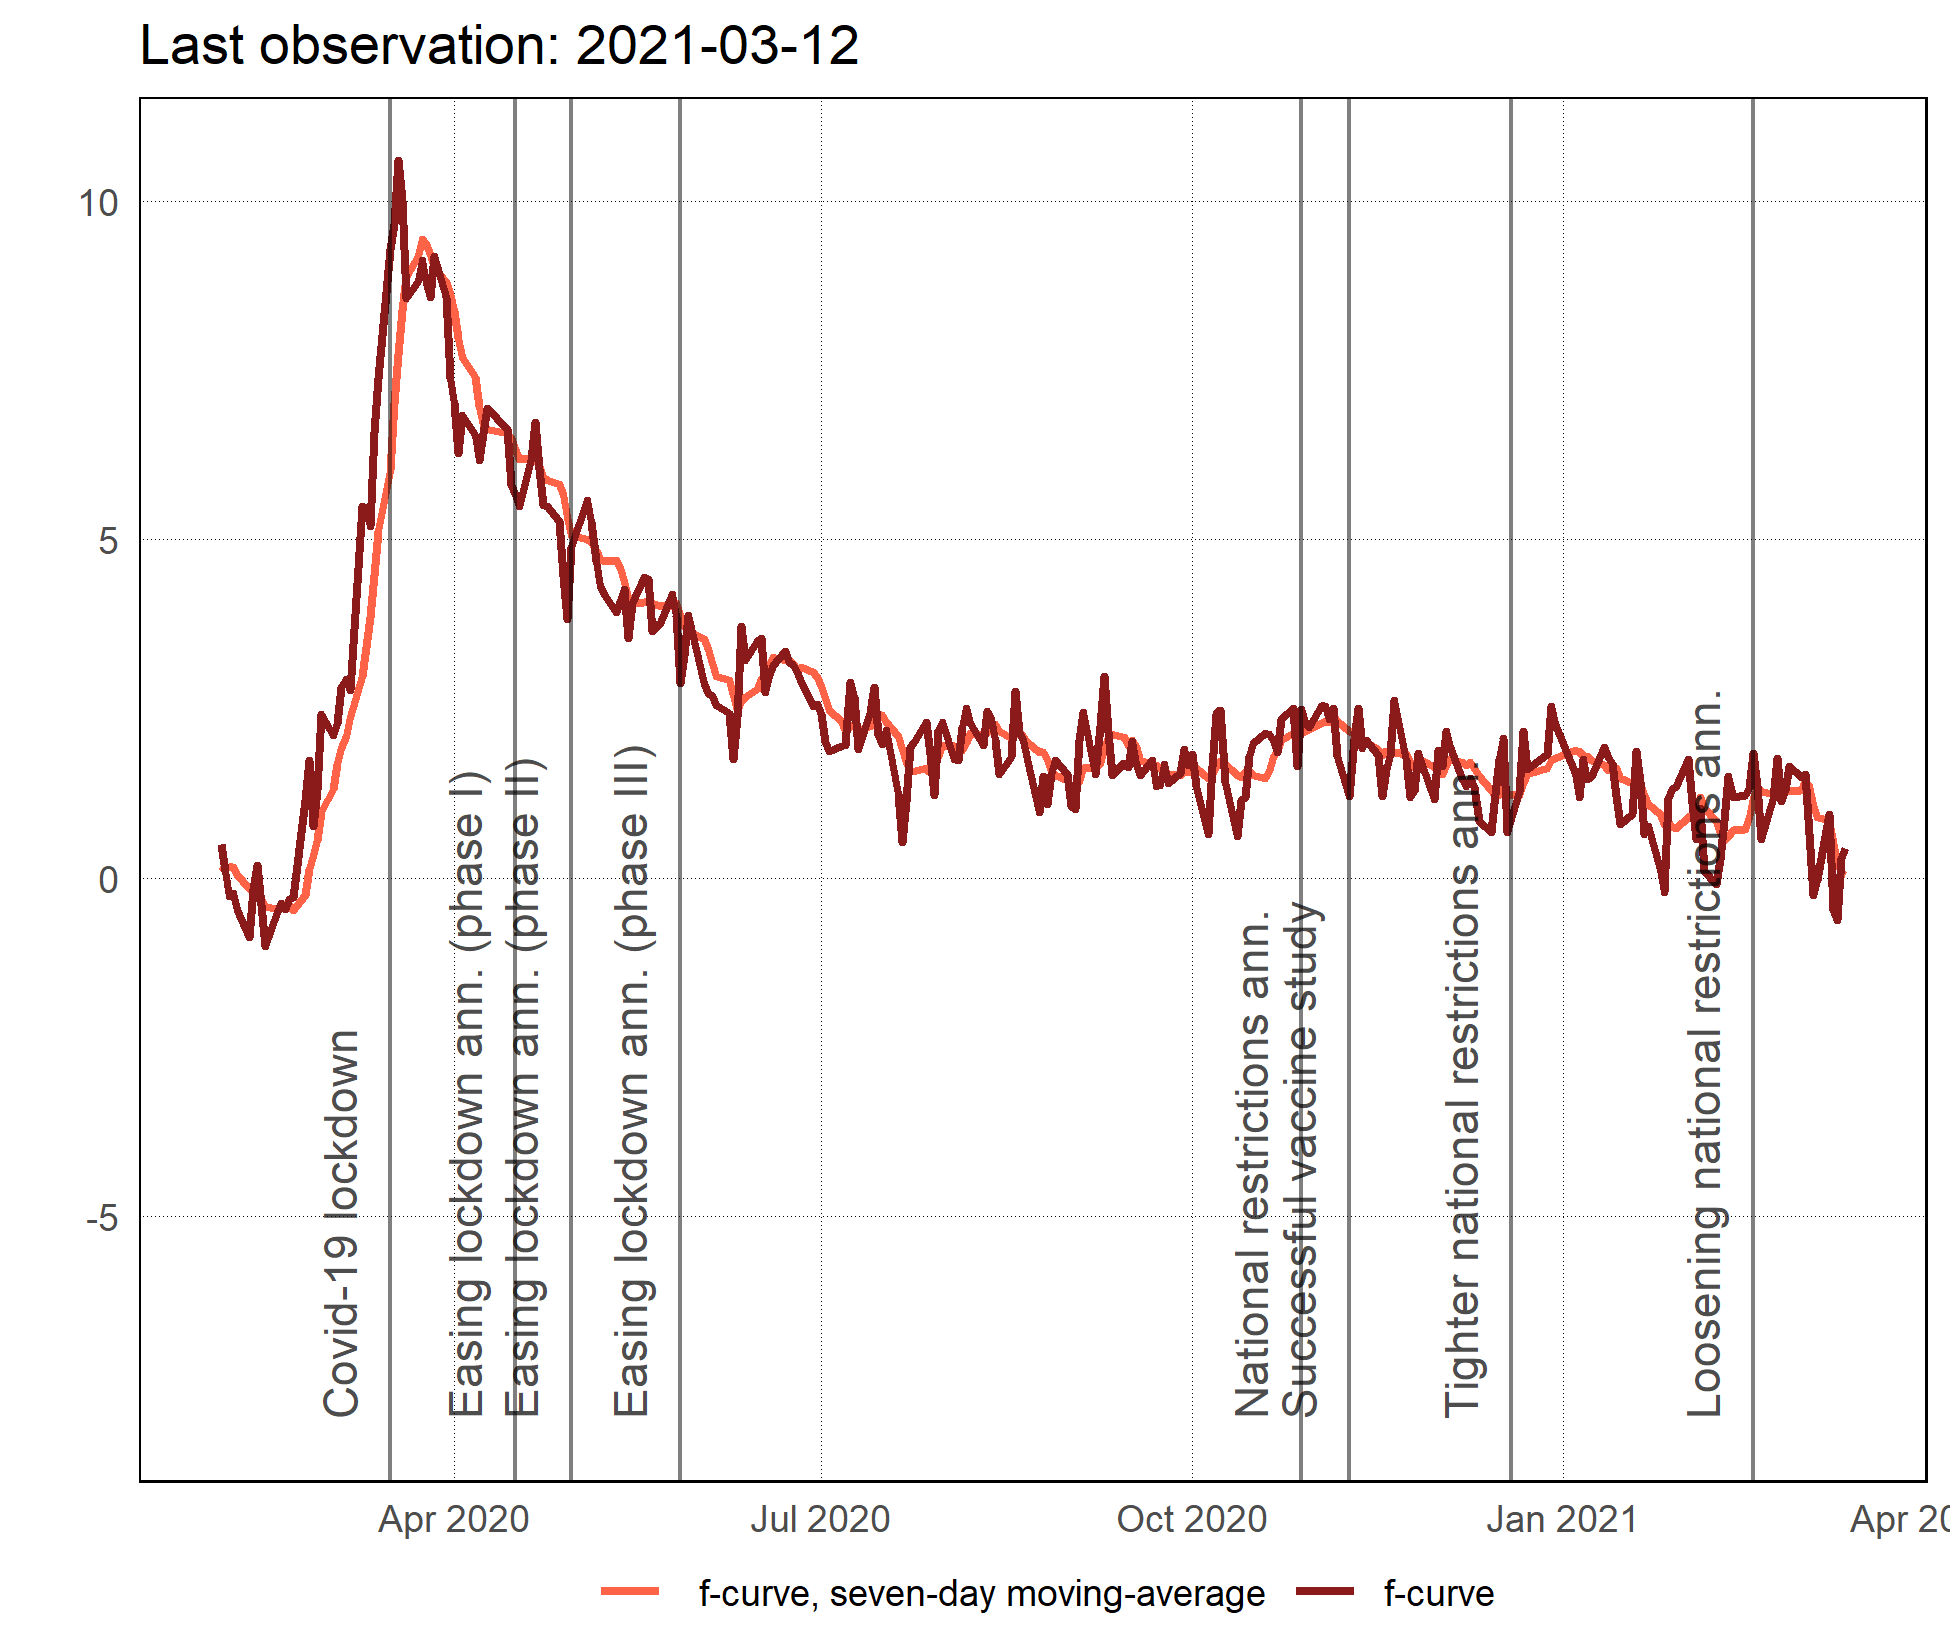 Last observation: 2021-03-12
10
5
0
-5
Covid-19 lockdown
Easing lockdown ann. (phase I)
Easing lockdown ann. (phase II)
Easing lockdown ann. (phase III)
National restrictions ann.
Successful vaccine study
Tighter national restrictions ann.
Loosening national restrictions ann.
Apr 2020 Jul 2020 Oct 2020 Jan 2021 Apr 20
f-curve, seven-day moving-average f-curve